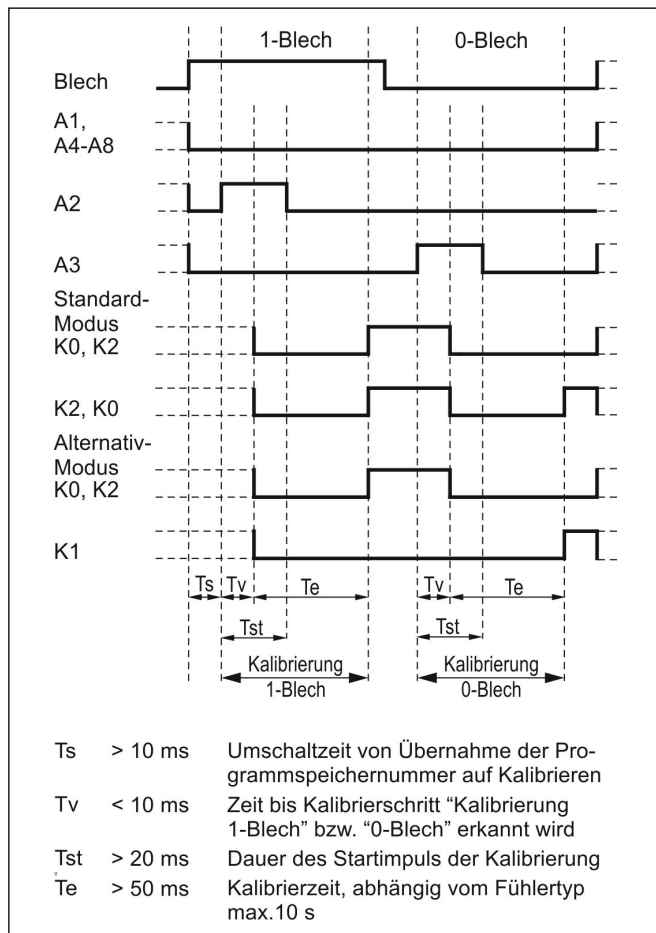 1-Blech 0-Blech
Blech
A1,
A4-A8
A2
A3
Standard-
Modus
K0, K2
K2, K0
Alternativ-
Modus
K0, K2
K1
Ts Tv Te Tv Te
Tst Tst
Kalibrierung Kalibrierung
1-Blech 0-Blech
Ts > 10 ms Umschaltzeit von Übernahme der Pro-
grammspeichernummer auf Kalibrieren
Tv < 10 ms Zeit bis Kalibrierschritt “Kalibrierung
1-Blech” bzw. “0-Blech” erkannt wird
Tst > 20 ms Dauer des Startimpuls der Kalibrierung
Te > 50 ms Kalibrierzeit, abhängig vom Fühlertyp
max.10 s